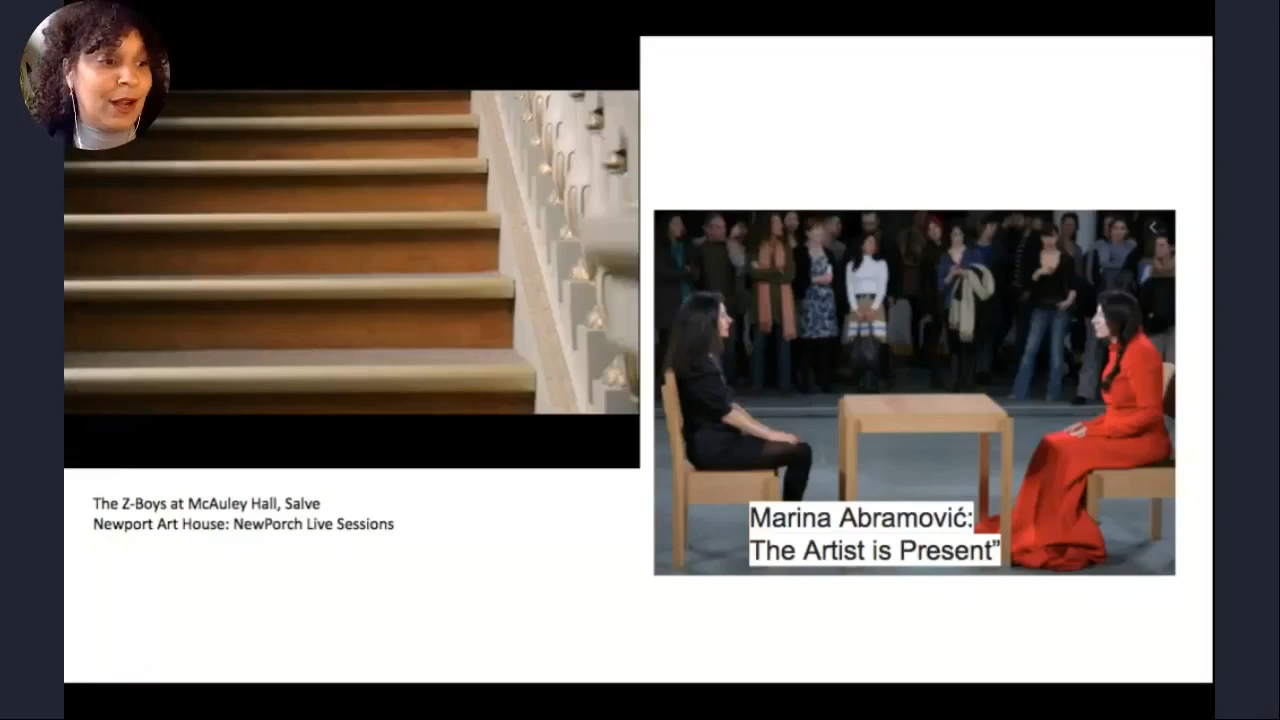 The Z-Boys at McAuley Hall, Salve
Newport Art House: NewPorch Live Sessions
Marina Abramović:
The Artist is Present”